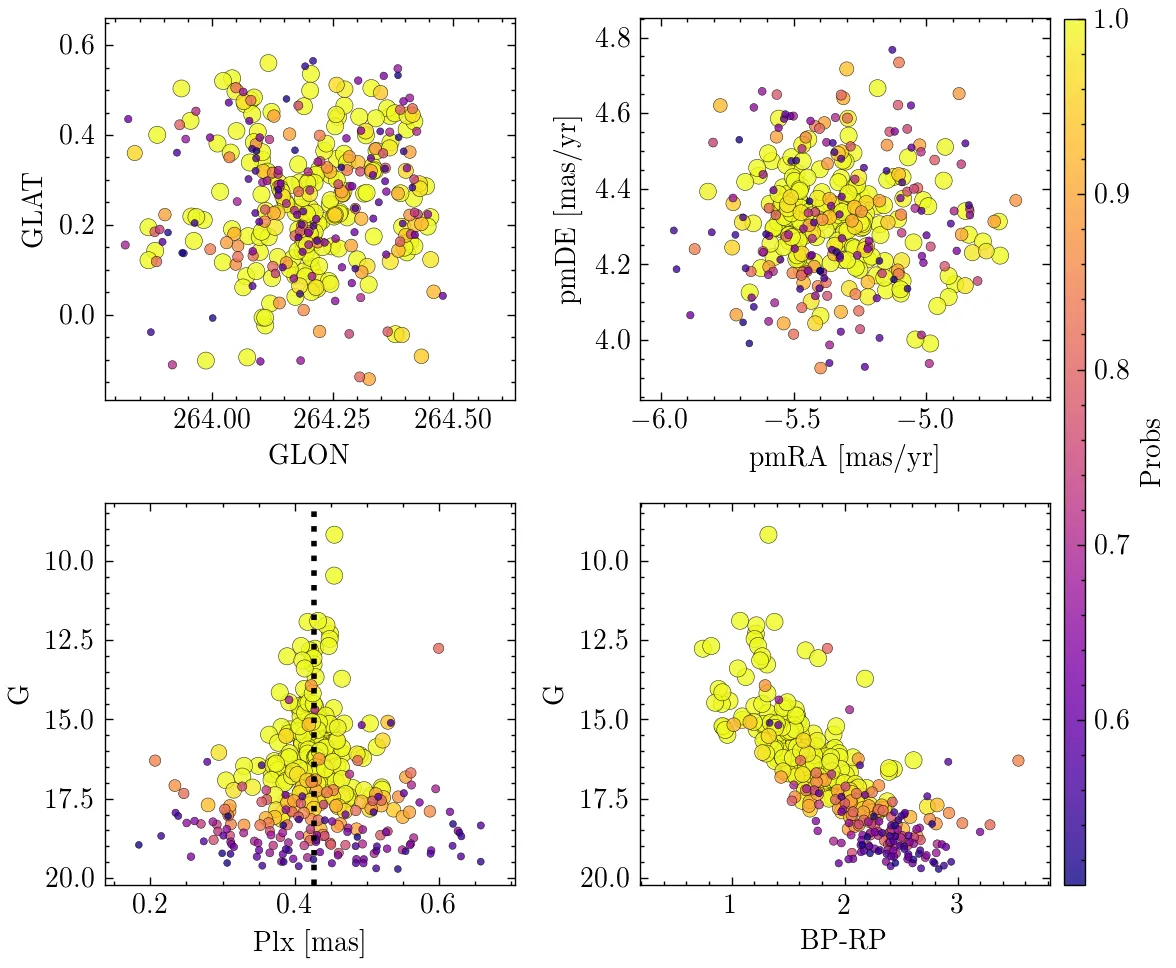 0.6
0.4
0.2
0.0
GLAT
264.00 264.25 264.50
GLON
4.8
4.6
4.4
4.2
4.0
pmDE [mas/yr]
−6.0 −5.5 −5.0
pmRA [mas/yr]
10.0
12.5
15.0
17.5
20.0
G
0.2 0.4 0.6
Plx [mas]
10.0
12.5
15.0
17.5
20.0
G
1 2 3
BP-RP
1.0
0.9
0.8
0.7
0.6
Probs